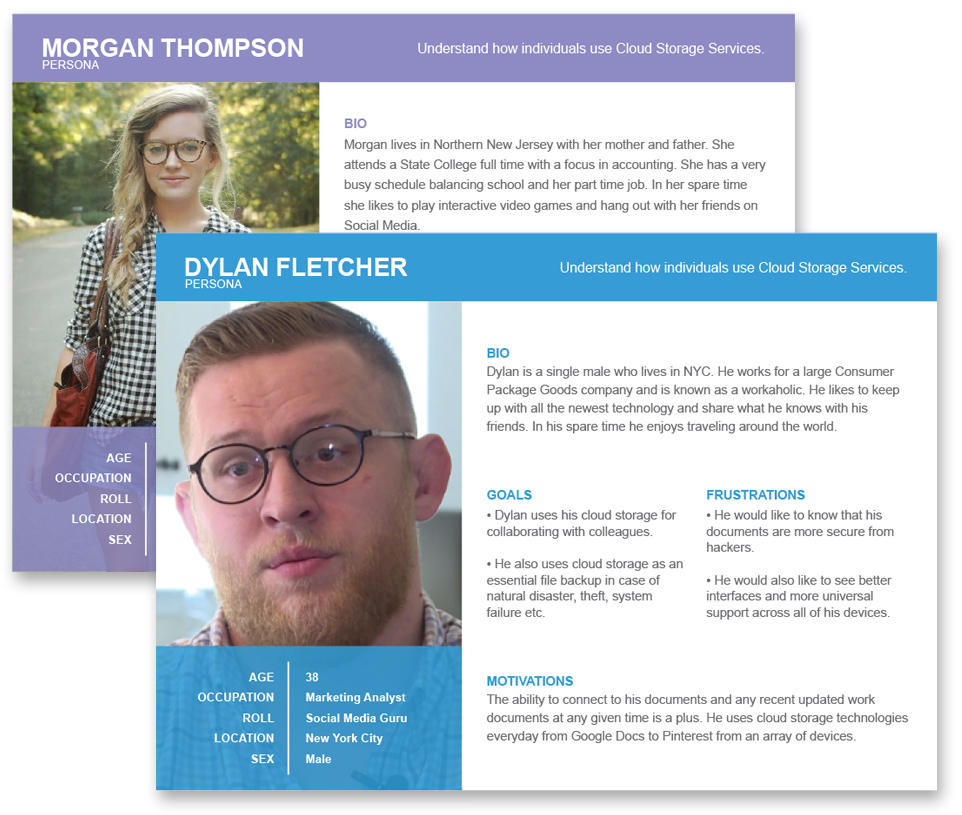 MORGAN THOMPSON
PERSONA
Understand how individuals use Cloud Storage Services.
BIO
Morgan lives in Northern New Jersey with her mother and father. She
attends a State College full time with a focus in accounting. She has a very
busy schedule balancing school and her part time job. In her spare time
she likes to play interactive video games and hang out with her friends on
Social Media.
AGE
OCCUPATION
ROLL
LOCATION
SEX
DYLAN FLETCHER
PERSONA
Understand how individuals use Cloud Storage Services.
BIO
Dylan is a single male who lives in NYC. He works for a large Consumer
Package Goods company and is known as a workaholic. He likes to keep
up with all the newest technology and share what he knows with his
friends. In his spare time he enjoys traveling around the world.
GOALS
• Dylan uses his cloud storage for
collaborating with colleagues.
• He also uses cloud storage as an
essential file backup in case of
natural disaster, theft, system
failure etc.
FRUSTRATIONS
• He would like to know that his
documents are more secure from
hackers.
• He would also like to see better
interfaces and more universal
support across all of his devices.
MOTIVATIONS
The ability to connect to his documents and any recent updated work
documents at any given time is a plus. He uses cloud storage technologies
everyday from Google Docs to Pinterest from an array of devices.
AGE 38
OCCUPATION Marketing Analyst
ROLL Social Media Guru
LOCATION New York City
SEX Male